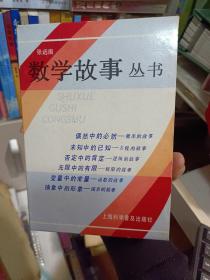 张远南
数学故事丛书
SHUXUE
GUSHI
CONGSHU
偶然中的必然——概率的故事
未知中的已知——方程的故事
否定中的肯定——逻辑的故事
无限中的有限——极限的故事
变量中的常量——函数的故事
抽象中的形象——图形的故事
上海科学普及出版社